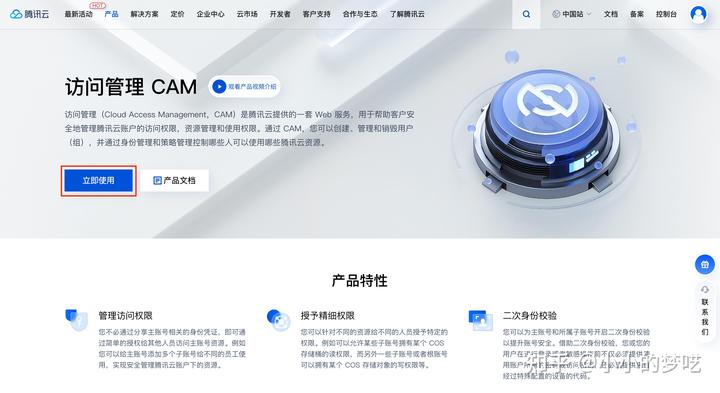 腾讯云 最新活动 HOT 产品 解决方案 定价 企业中心 云市场 开发者 客户支持 合作与生态 了解腾讯云 中国站 文档 备案 控制台
访问管理 CAM 观看产品视频介绍
访问管理（Cloud Access Management，CAM）是腾讯云提供的一套 Web 服务，用于帮助客户安
全地管理腾讯云账户的访问权限，资源管理和使用权限。通过 CAM，您可以创建、管理和销毁用户
（组），并通过身份管理和策略管理控制哪些人可以使用哪些腾讯云资源。
立即使用 产品文档
产品特性
管理访问权限
您不必通过分享主账号相关的身份凭证，即可通
过简单的授权给其他人员访问主账号资源。例如
您可以给主账号添加多个子账号给不同的员工使
用，实现安全管理腾讯云账户下的资源。
授予精细权限
您可以针对不同的资源给不同的人员授予特定的
权限。例如可以允许某些子账号拥有某个 COS
存储桶的读权限，而另外一些子账号或者根账号
可以拥有某个 COS 存储对象的写权限等。
二次身份校验
您可以为主账号和所属子账号开启二次身份校验
以提升账号安全。借助二次身份校验，您或您的
用户在
经过特殊配置的设备的代码。
联系我们
知乎 @小小的梦呓